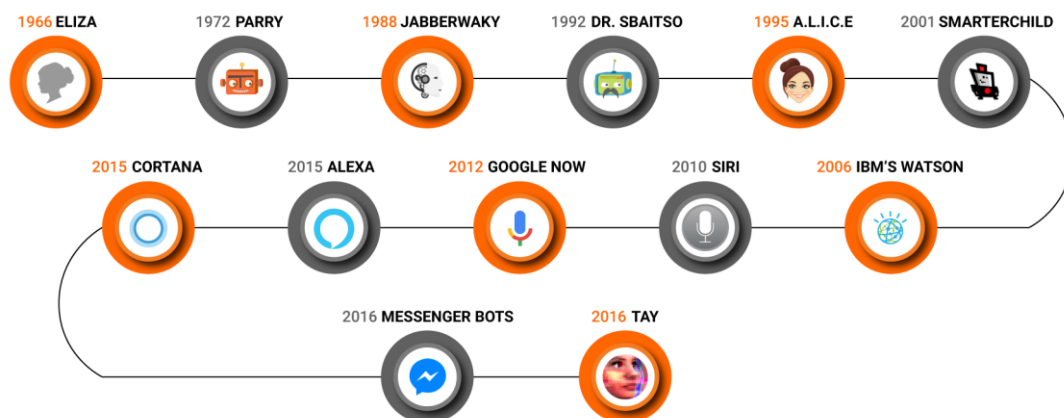 1966 ELIZA
1972 PARRY
1988 JABBERWAKY
1992 DR. SBAITSO
1995 A.L.I.C.E
2001 SMARTERCHILD
2006 IBM'S WATSON
2010 SIRI
2012 GOOGLE NOW
2015 ALEXA
2015 CORTANA
2016 MESSENGER BOTS
2016 TAY